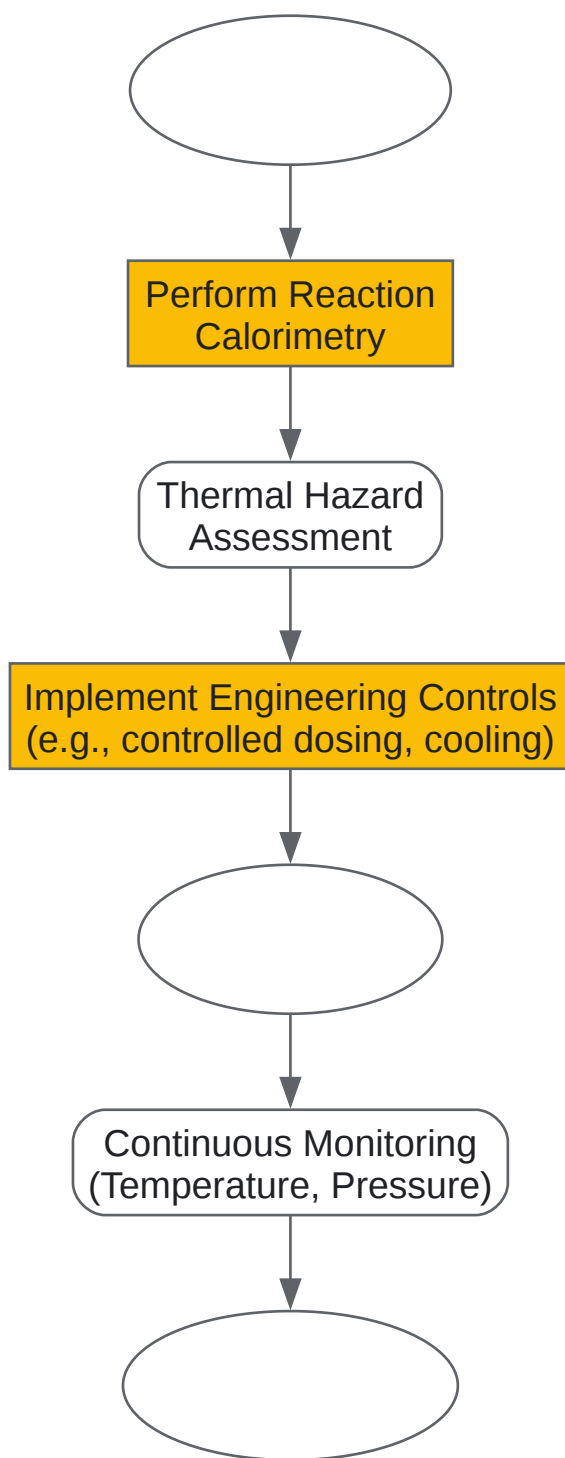 Perform Reaction
Calorimetry
Thermal Hazard
Assessment
Implement Engineering Controls
(e.g., controlled dosing, cooling)
Continuous Monitoring
(Temperature, Pressure)